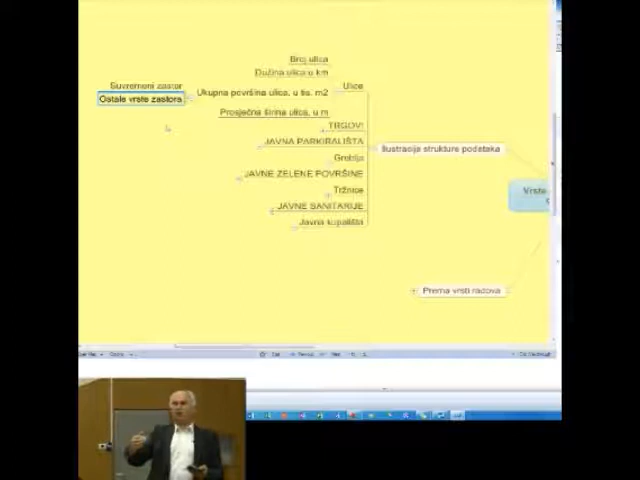 Broj ulica
Dužina ulica u km
Suvremeni zastor
Ulice
Ukupna površina ulica, u tis. m2
Ostale vrste zastora
Prosječna širina ulica, u m
TRGOVI
JAVNA PARKIRALIŠTA
Ilustracija strukture podataka
Groblja
JAVNE ZELENE POVRŠINE
Tržnice
Vrste
JAVNE SANITARIJE
Javna kupališta
Prema vrsti radova